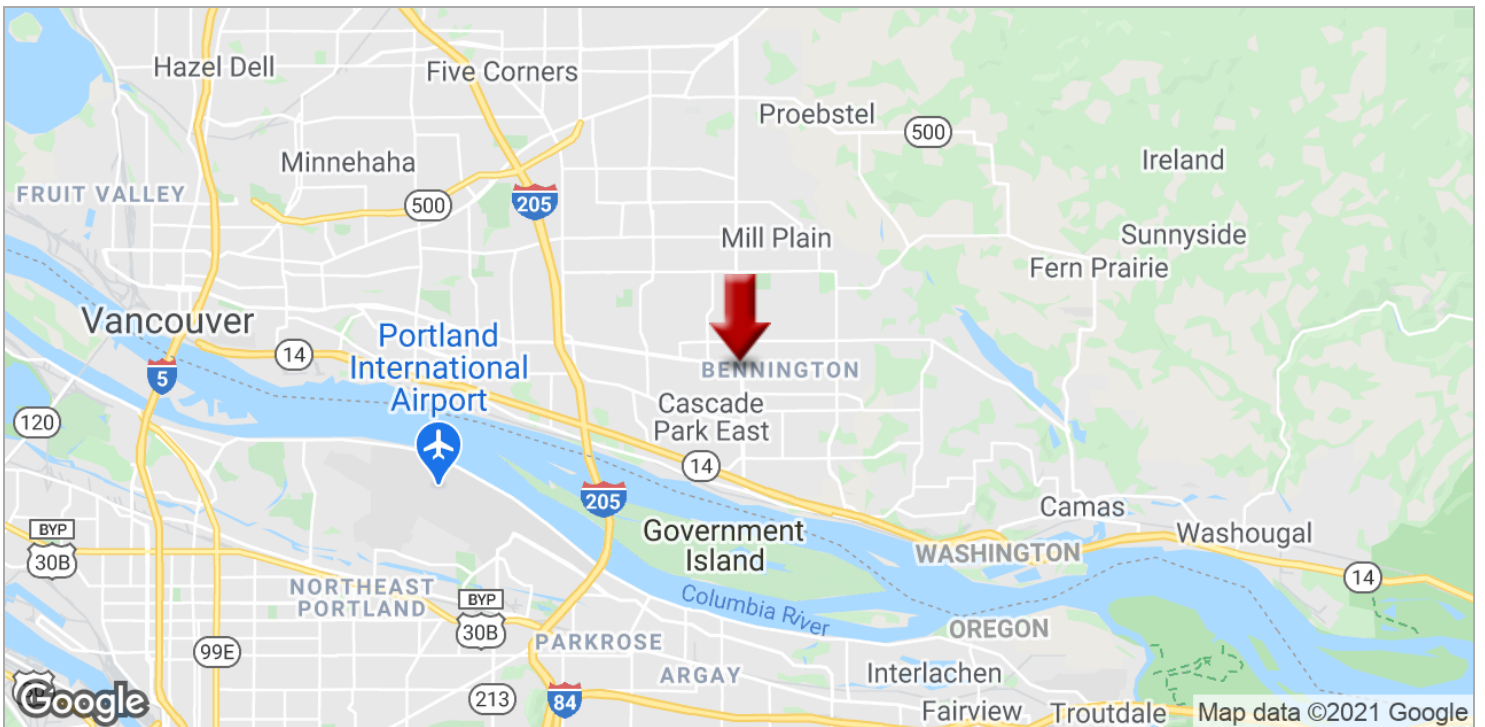 Hazel Dell
Five Corners
Proebstel
500
Minnehaha
Ireland
FRUIT VALLEY
500
205
Mill Plain
Sunnyside
Fern Prairie
Vancouver
14
Portland
International
Airport
5
BENNINGTON
Cascade
Park East
120
14
205
Camas
Government
Island
Washougal
WASHINGTON
BYP
30B
14
NORTHEAST
PORTLAND
BYP
30B
Columbia River
OREGON
PARKROSE
99E
ARGAY
Interlachen
213
84
Fairview
Troutdale
Google
Map data ©2021 Google